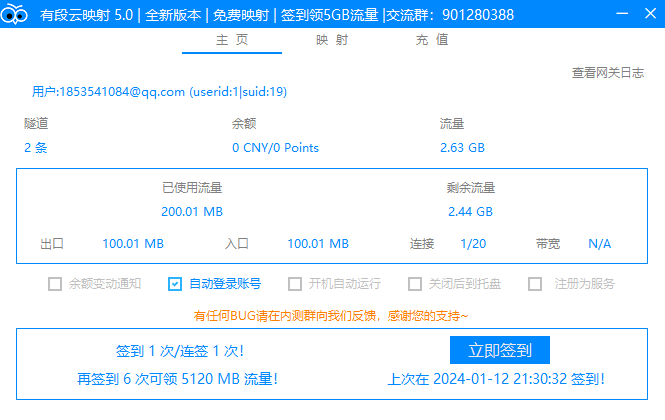 有段云映射 5.0 | 全新版本 | 免费映射 | 签到领5GB流量 |交流群：901280388
主 页 映 射 充 值
查看网关日志
用户:1853541084@qq.com (userid:1|suid:19)
隧道 余额 流量
2 条 0 CNY/0 Points 2.63 GB
已使用流量 剩余流量
200.01 MB 2.44 GB
出口 100.01 MB 入口 100.01 MB 连接 1/20 带宽 N/A
余额变动通知 自动登录账号 开机自动运行 关闭后到托盘 注册为服务
有任何BUG请在内测群向我们反馈，感谢您的支持~
签到 1 次/连签 1 次! 立即签到
再签到 6 次可领 5120 MB 流量! 上次在 2024-01-12 21:30:32 签到!